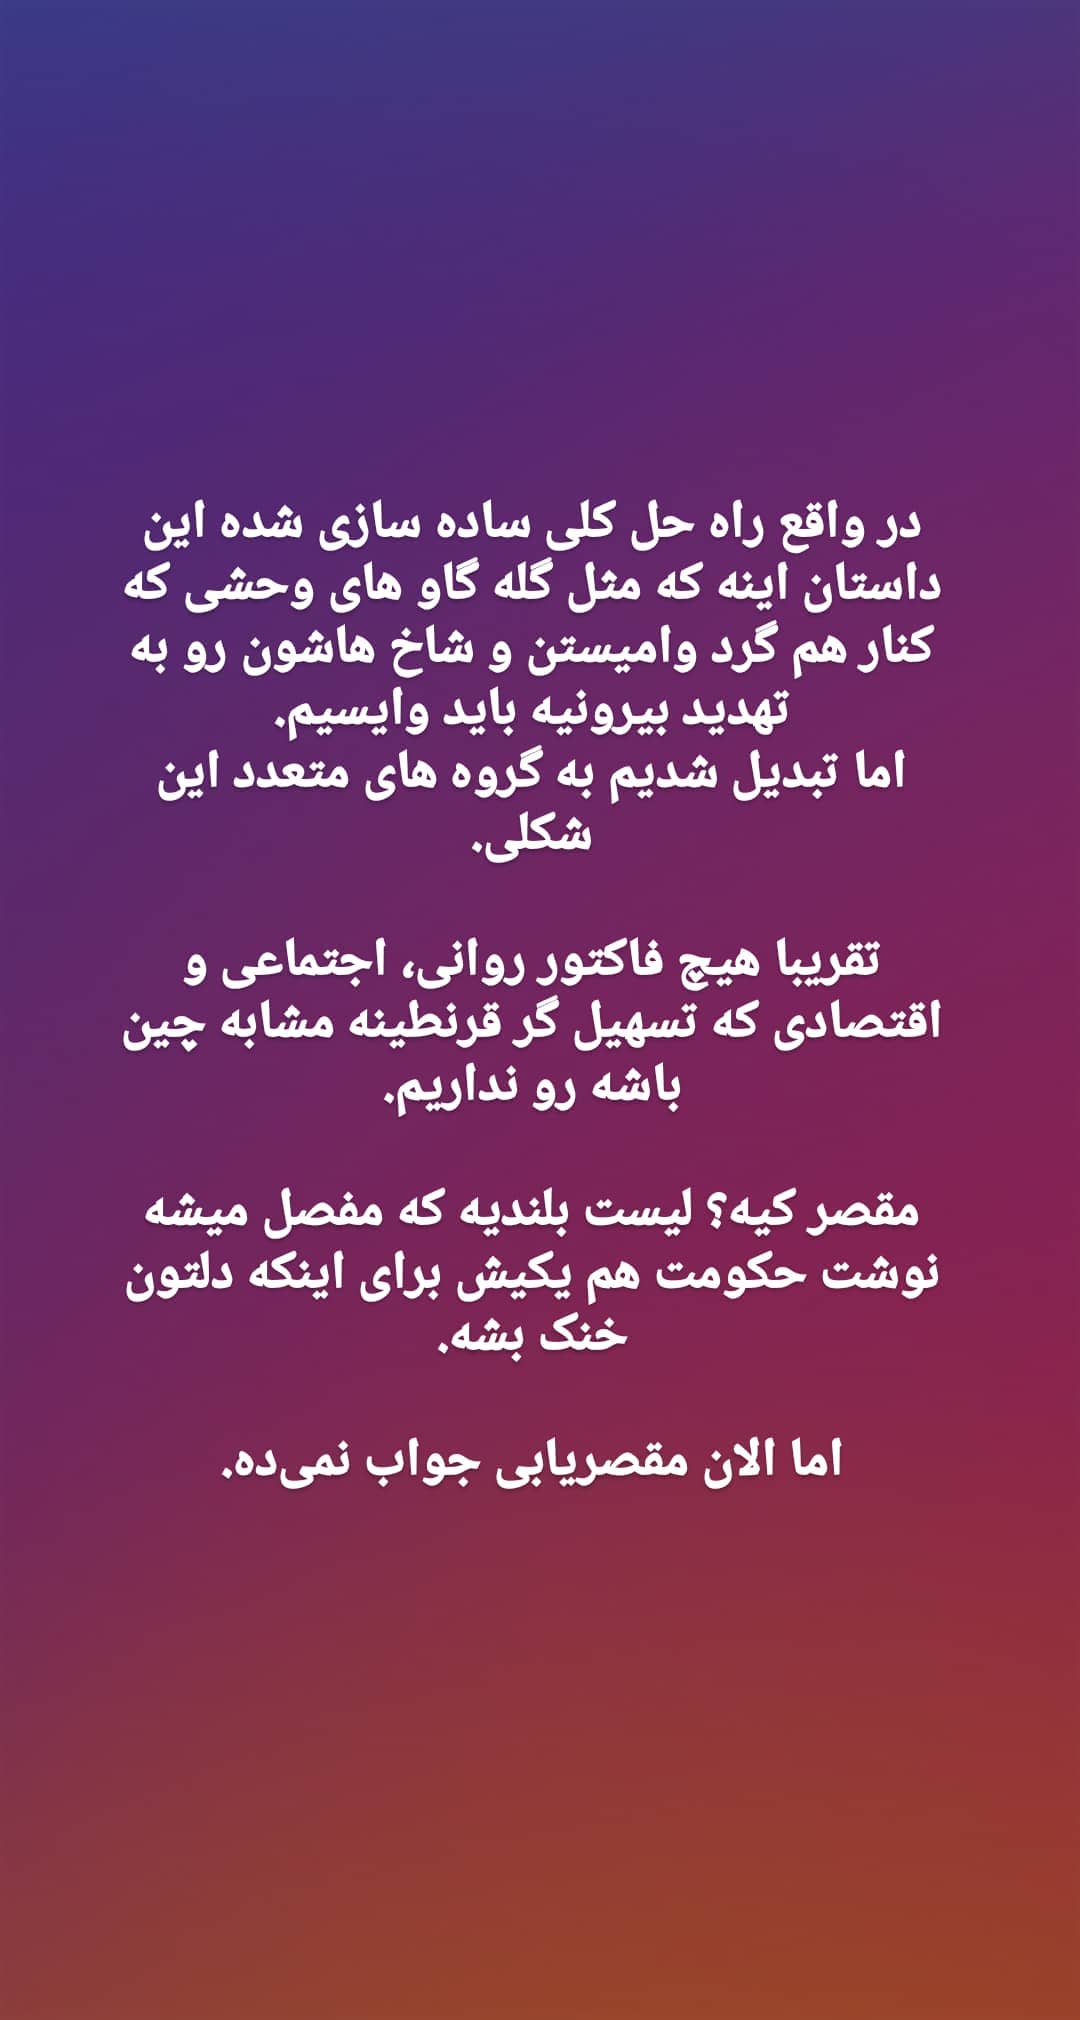 در واقع راه حل کلی ساده سازی شده این
داستان اینه که مثل گله گاو های وحشی که
کنار هم گرد وامیستن و شاخ هاشون رو به
تهدید بیرونیه باید وایسیم.
اما تبدیل شدیم به گروه های متعدد این
شکلی.
تقریبا هیچ فاکتور روانی، اجتماعی و
اقتصادی که تسهیل گر قرنطینه مشابه چین
باشه رو نداریم.
مقصر کیه؟ لیست بلندیه که مفصل میشه
نوشت حکومت هم یکیش برای اینکه دلتون
خنک بشه.
اما الان مقصریابی جواب نمی‌ده.